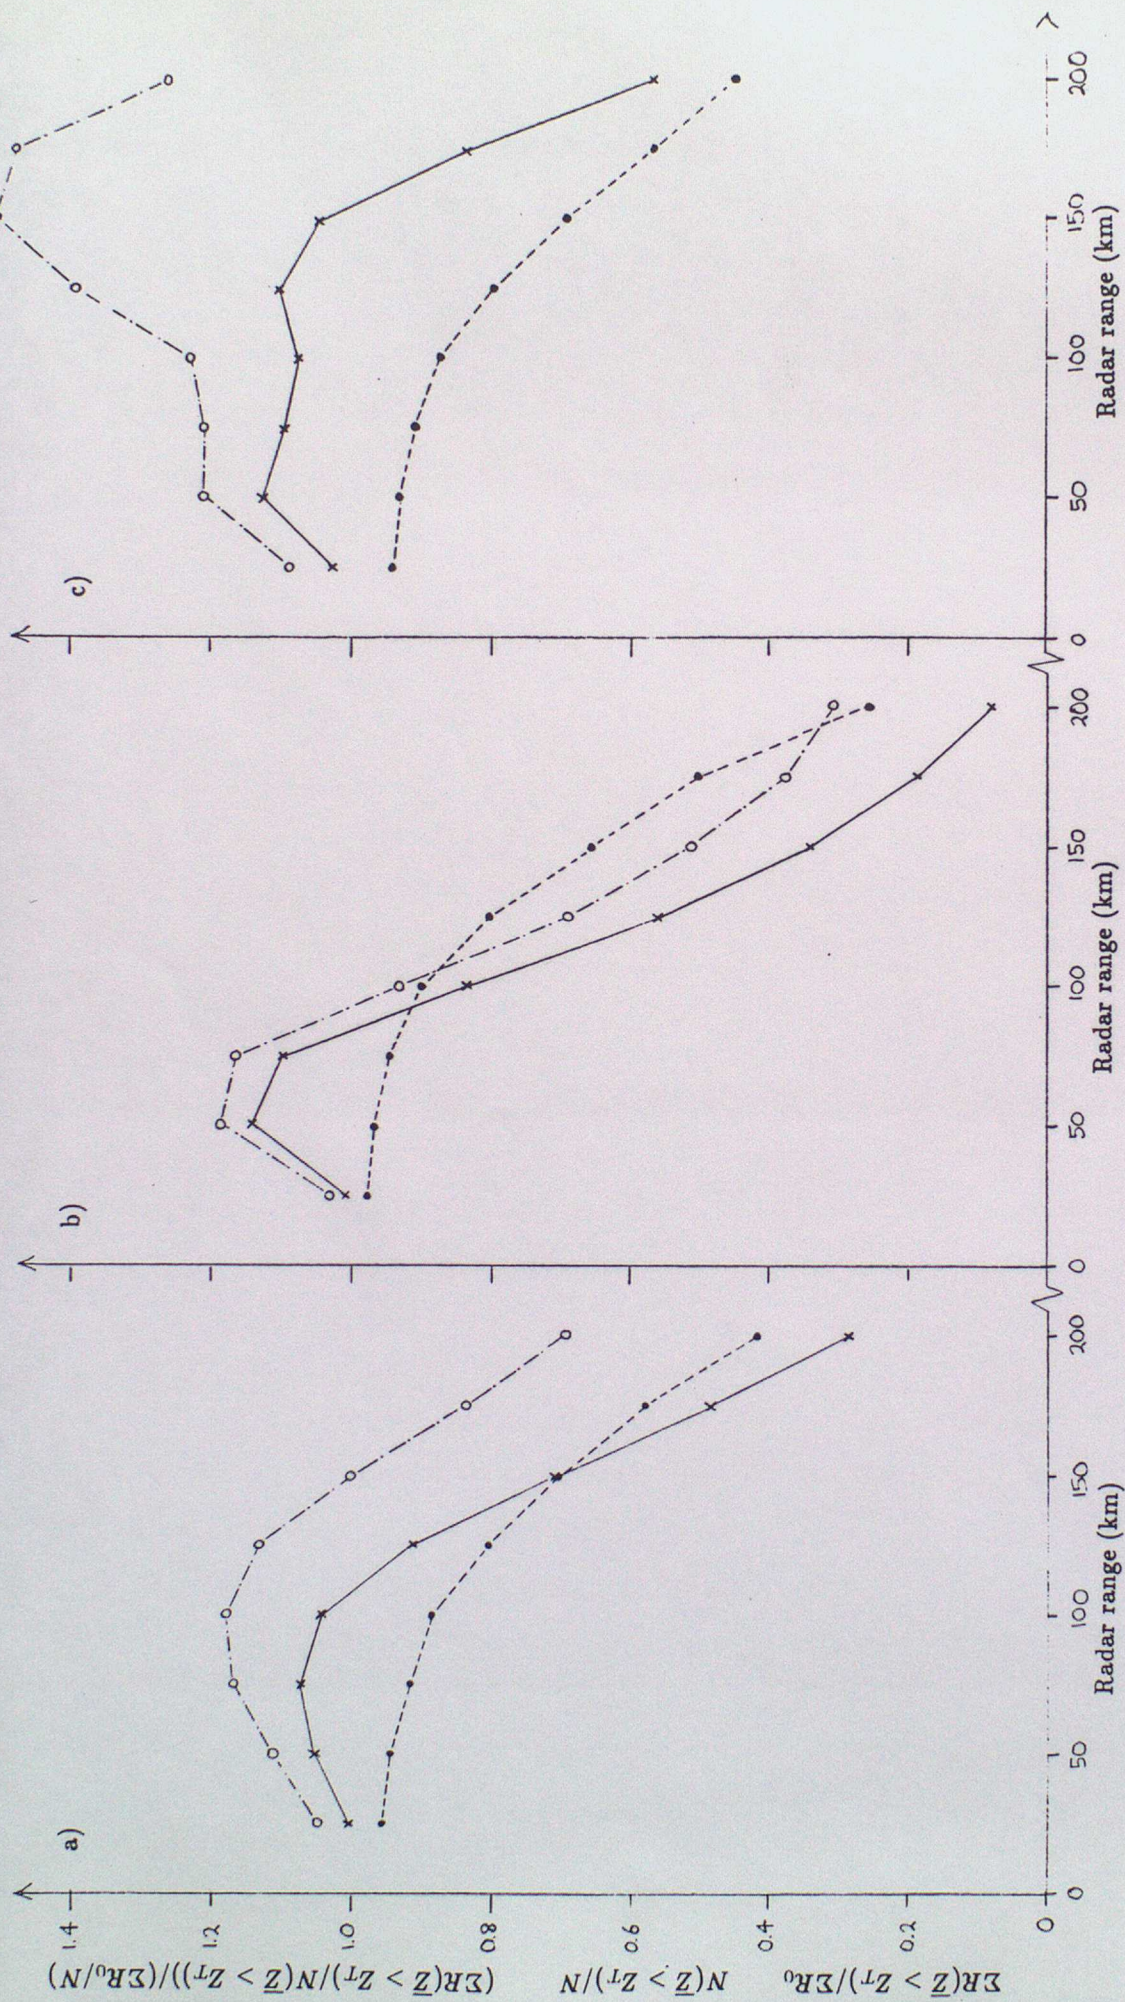 a)
b)
c)
(ΣR(Z̅ > Z_T)/N(Z̅ > Z_T))/(ΣR₀/N)
N(Z̅ > Z_T)/N
ΣR(Z̅ > Z_T)/ΣR₀
1.4
1.2
1.0
0.8
0.6
0.4
0.2
0
0 50 100 150 200
Radar range (km)
0 50 100 150 200
Radar range (km)
0 50 100 150 200
Radar range (km)